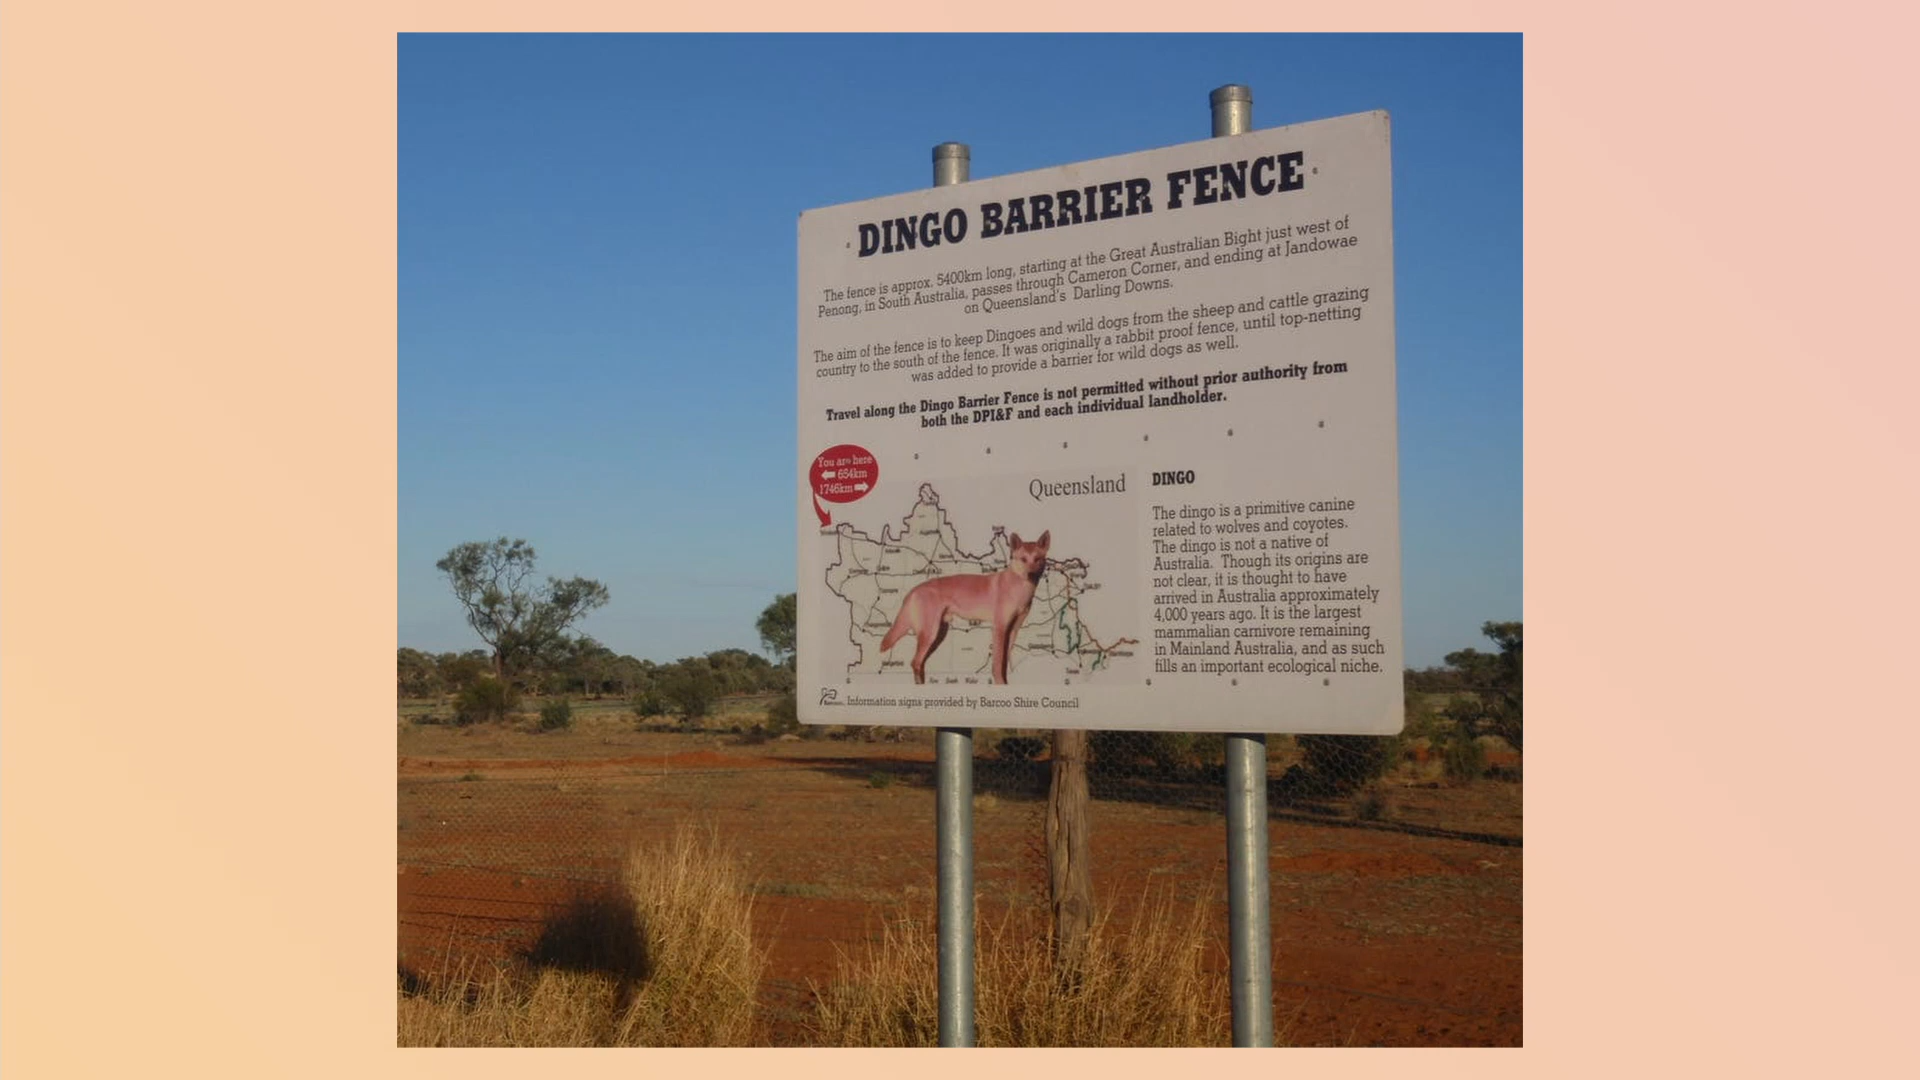 DINGO BARRIER FENCE
The fence is approx. 5400km long, starting at the Great Australian Bight just west of
Penong, in South Australia, passes through Cameron Corner, and ending at Jandowae
on Queensland's Darling Downs.
The aim of the fence is to keep Dingoes and wild dogs from the sheep and cattle grazing
country to the south of the fence. It was originally a rabbit proof fence, until top-netting
was added to provide a barrier for wild dogs as well.
Travel along the Dingo Barrier Fence is not permitted without prior authority from
both the DPI&F and each individual landholder.
You are here
654km
1746km
Queensland
New South Wales
DINGO
The dingo is a primitive canine
related to wolves and coyotes.
The dingo is not a native of
Australia. Though its origins are
not clear, it is thought to have
arrived in Australia approximately
4,000 years ago. It is the largest
mammalian carnivore remaining
in Mainland Australia, and as such
fills an important ecological niche.
Information signs provided by Barcoo Shire Council